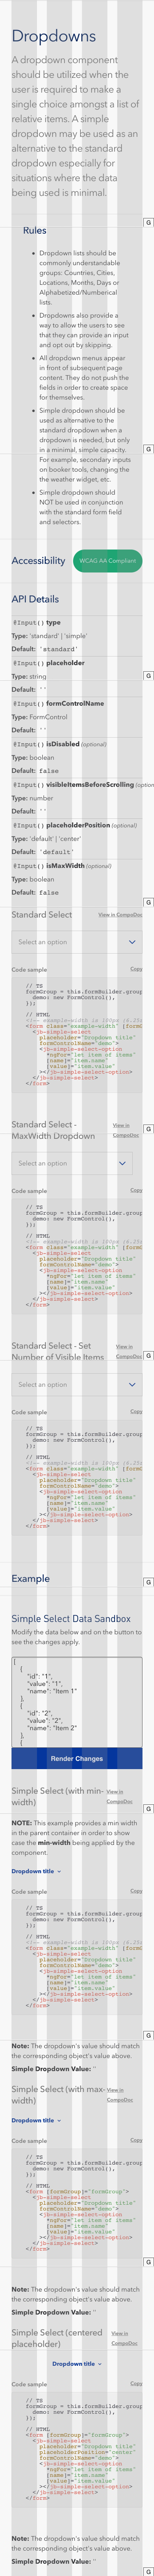 Dropdowns
A dropdown component
should be utilized when the
user is required to make a
single choice amongst a list of
relative items. A simple
dropdown may be used as an
alternative to the standard
dropdown especially for
situations where the data
being used is minimal.
G
Rules
Dropdown lists should be
commonly understandable
groups: Countries, Cities,
Locations, Months, Days or
Alphabetized/Numberical
lists.
Dropdowns also provide a
way to allow the users to see
that they can provide an input
and opt out by skipping.
All dropdown menus appear
in front of subsequent page
content. They do not push the
fields in order to create space
for themselves.
Simple dropdown should be
used as alternative to the
standard dropdown when a
dropdown is needed, but only
in a minimal, simple capacity.
For example, secondary inputs
on booker tools, changing the
the weather widget, etc.
Simple dropdown should
NOT be used in conjunction
with the standard form field
and selectors.
G
Accessibility
WCAG AA Compliant
API Details
#Input() type
Type: 'standard' | 'simple'
Default: 'standard'
#Input() placeholder
Type: string
G
Default: ''
#Input() formControlName
Type: FormControl
Default: ''
#Input() isDisabled (optional)
Type: boolean
Default: false
#Input() visibleItemsBeforeScrolling (option
Type: number
Default: ''
#Input() placeholderPosition (optional)
Type: 'default' | 'center'
Default: 'default'
#Input() isMaxWidth (optional)
Type: boolean
Default: false
G
Standard Select
View in CompoDoc
Select an option
Code sample
Copy
// TS
formGroup = this.formBuilder.group
demo: new FormControl(),
});
// HTML
<form class="example-width" [formG
<jb-simple-select
placeholder="Dropdown title"
formControlName="demo">
<jb-simple-select-option
*ngFor="let item of items"
[name]="item.name"
[value]="item.value"
></jb-simple-select-option>
</jb-simple-select>
</form>
Standard Select -
MaxWidth Dropdown
View in
CompoDoc
G
Select an option
Code sample
Copy
// TS
formGroup = this.formBuilder.group
demo: new FormControl(),
});
// HTML
<form class="example-width" [formG
<jb-simple-select
placeholder="Dropdown title"
formControlName="demo">
<jb-simple-select-option
*ngFor="let item of items"
[name]="item.name"
[value]="item.value"
></jb-simple-select-option>
</jb-simple-select>
</form>
Standard Select - Set
Number of Visible Items
View in
CompoDoc
G
Select an option
Code sample
Copy
// TS
formGroup = this.formBuilder.group
demo: new FormControl(),
});
// HTML
<form class="example-width" [formG
<jb-simple-select
placeholder="Dropdown title"
formControlName="demo">
<jb-simple-select-option
*ngFor="let item of items"
[name]="item.name"
[value]="item.value"
></jb-simple-select-option>
</jb-simple-select>
</form>
Example
G
Simple Select Data Sandbox
Modify the data below and on the button to
see the changes apply.
[
{
"id": "1",
"value": "1",
"name": "Item 1"
},
{
"id": "2",
"value": "2",
"name": "Item 2"
},
{
Render Changes
Simple Select (with min-
width)
View in
CompoDoc
G
NOTE: This example provides a min width
in the parent container in order to show
case the min-width being applied by the
component.
Dropdown title
Code sample
Copy
// TS
formGroup = this.formBuilder.group
demo: new FormControl(),
});
// HTML
<form class="example-width" [formG
<jb-simple-select
placeholder="Dropdown title"
formControlName="demo">
<jb-simple-select-option
*ngFor="let item of items"
[name]="item.name"
[value]="item.value"
></jb-simple-select-option>
</jb-simple-select>
</form>
G
Note: The dropdown's value should match
the corresponding object's value above.
Simple Dropdown Value: ''
Simple Select (with max-
width)
View in
CompoDoc
Dropdown title
Code sample
Copy
// TS
formGroup = this.formBuilder.group
demo: new FormControl(),
});
// HTML
<form [formGroup]="formGroup">
<jb-simple-select
placeholder="Dropdown title"
formControlName="demo">
<jb-simple-select-option
*ngFor="let item of items"
[name]="item.name"
[value]="item.value"
></jb-simple-select-option>
</jb-simple-select>
</form>
G
Note: The dropdown's value should match
the corresponding object's value above.
Simple Dropdown Value: ''
Simple Select (centered
placeholder)
View in
CompoDoc
Dropdown title
Code sample
Copy
// TS
formGroup = this.formBuilder.group
demo: new FormControl(),
});
// HTML
<form [formGroup]="formGroup">
<jb-simple-select
placeholder="Dropdown title"
placeholderPosition="center"
formControlName="demo">
<jb-simple-select-option
*ngFor="let item of items"
[name]="item.name"
[value]="item.value"
></jb-simple-select-option>
</jb-simple-select>
</form>
Note: The dropdown's value should match
the corresponding object's value above.
Simple Dropdown Value: ''
G